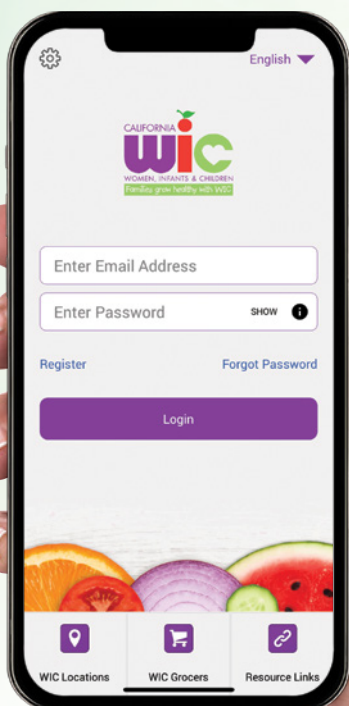 English
CALIFORNIA
WIC
WOMEN, INFANTS & CHILDREN
Families grow healthy with WIC
Enter Email Address
Enter Password SHOW i
Register Forgot Password
Login
WIC Locations WIC Grocers Resource Links